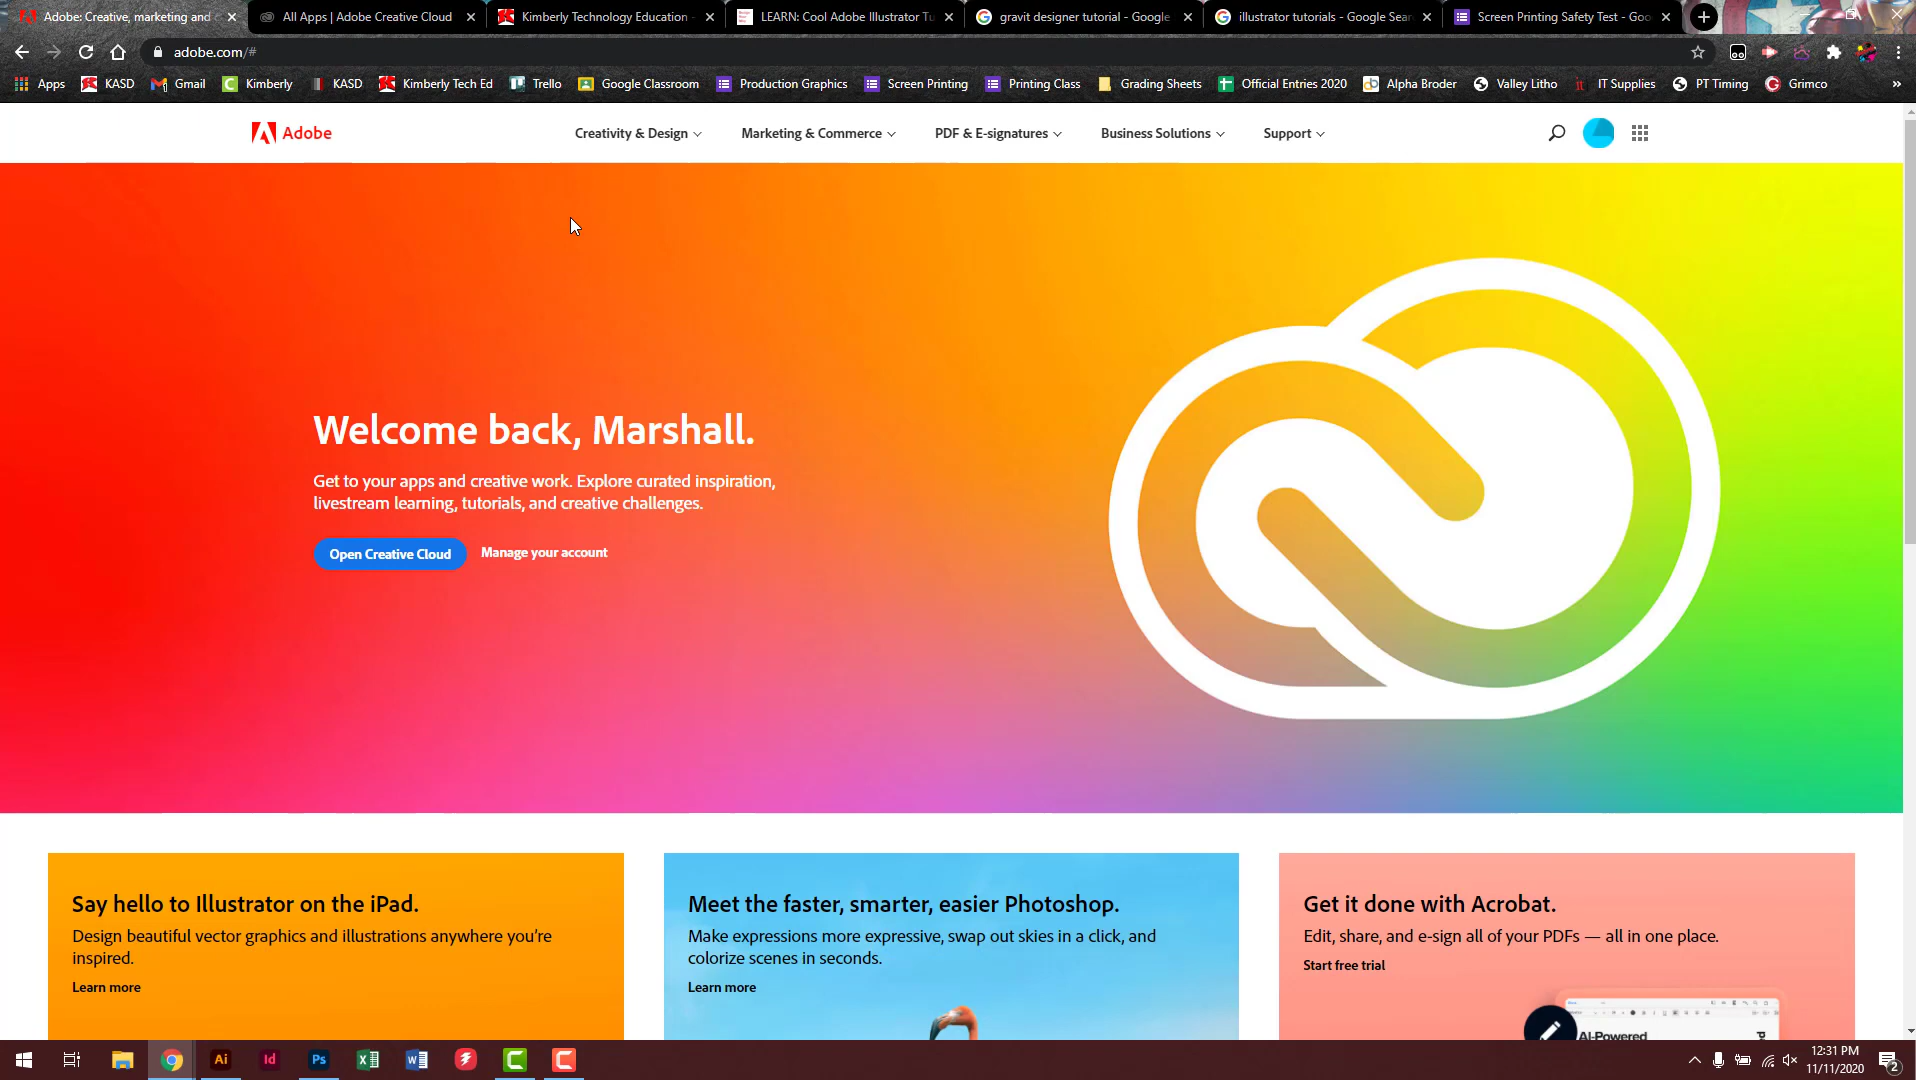 Adobe: Creative, marketing and
All Apps | Adobe Creative Cloud
Kimberly Technology Education -
LEARN: Cool Adobe Illustrator Tu
gravit designer tutorial - Google
illustrator tutorials - Google Sear
Screen Printing Safety Test - Goo
adobe.com/#
Apps
KASD
Gmail
Kimberly
KASD
Kimberly Tech Ed
Trello
Google Classroom
Production Graphics
Screen Printing
Printing Class
Grading Sheets
Official Entries 2020
Alpha Broder
Valley Litho
IT Supplies
PT Timing
Grimco
»
Adobe
Creativity & Design
Marketing & Commerce
PDF & E-signatures
Business Solutions
Support
Welcome back, Marshall.
Get to your apps and creative work. Explore curated inspiration,
livestream learning, tutorials, and creative challenges.
Open Creative Cloud
Manage your account
Say hello to Illustrator on the iPad.
Design beautiful vector graphics and illustrations anywhere you're
inspired.
Learn more
Meet the faster, smarter, easier Photoshop.
Make expressions more expressive, swap out skies in a click, and
colorize scenes in seconds.
Learn more
Get it done with Acrobat.
Edit, share, and e-sign all of your PDFs — all in one place.
Start free trial
AI-Powered
Ai
Id
Ps
12:31 PM
11/11/2020
2